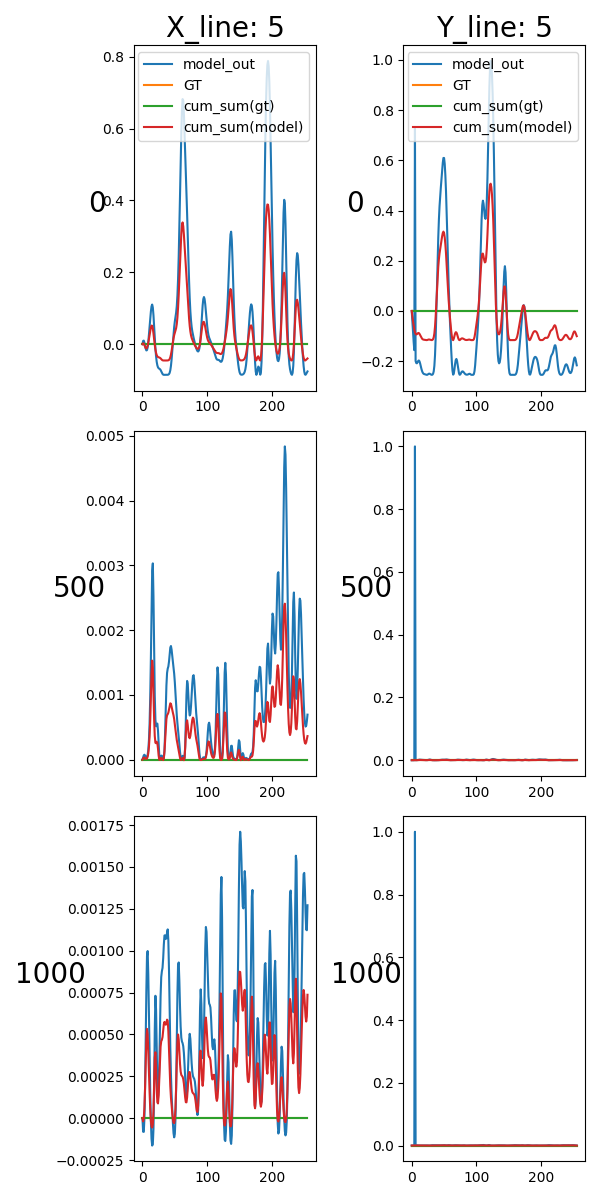 X_line: 5
Y_line: 5
model_out
GT
cum_sum(gt)
cum_sum(model)
0.8
0.6
0.4
0.2
0.0
0
0 100 200
model_out
GT
cum_sum(gt)
cum_sum(model)
1.0
0.8
0.6
0.4
0.2
0.0
−0.2
0
0 100 200
0.005
0.004
0.003
0.002
0.001
0.000
500
0 100 200
1.0
0.8
0.6
0.4
0.2
0.0
500
0 100 200
0.00175
0.00150
0.00125
0.00100
0.00075
0.00050
0.00025
0.00000
−0.00025
1000
0 100 200
1.0
0.8
0.6
0.4
0.2
0.0
1000
0 100 200